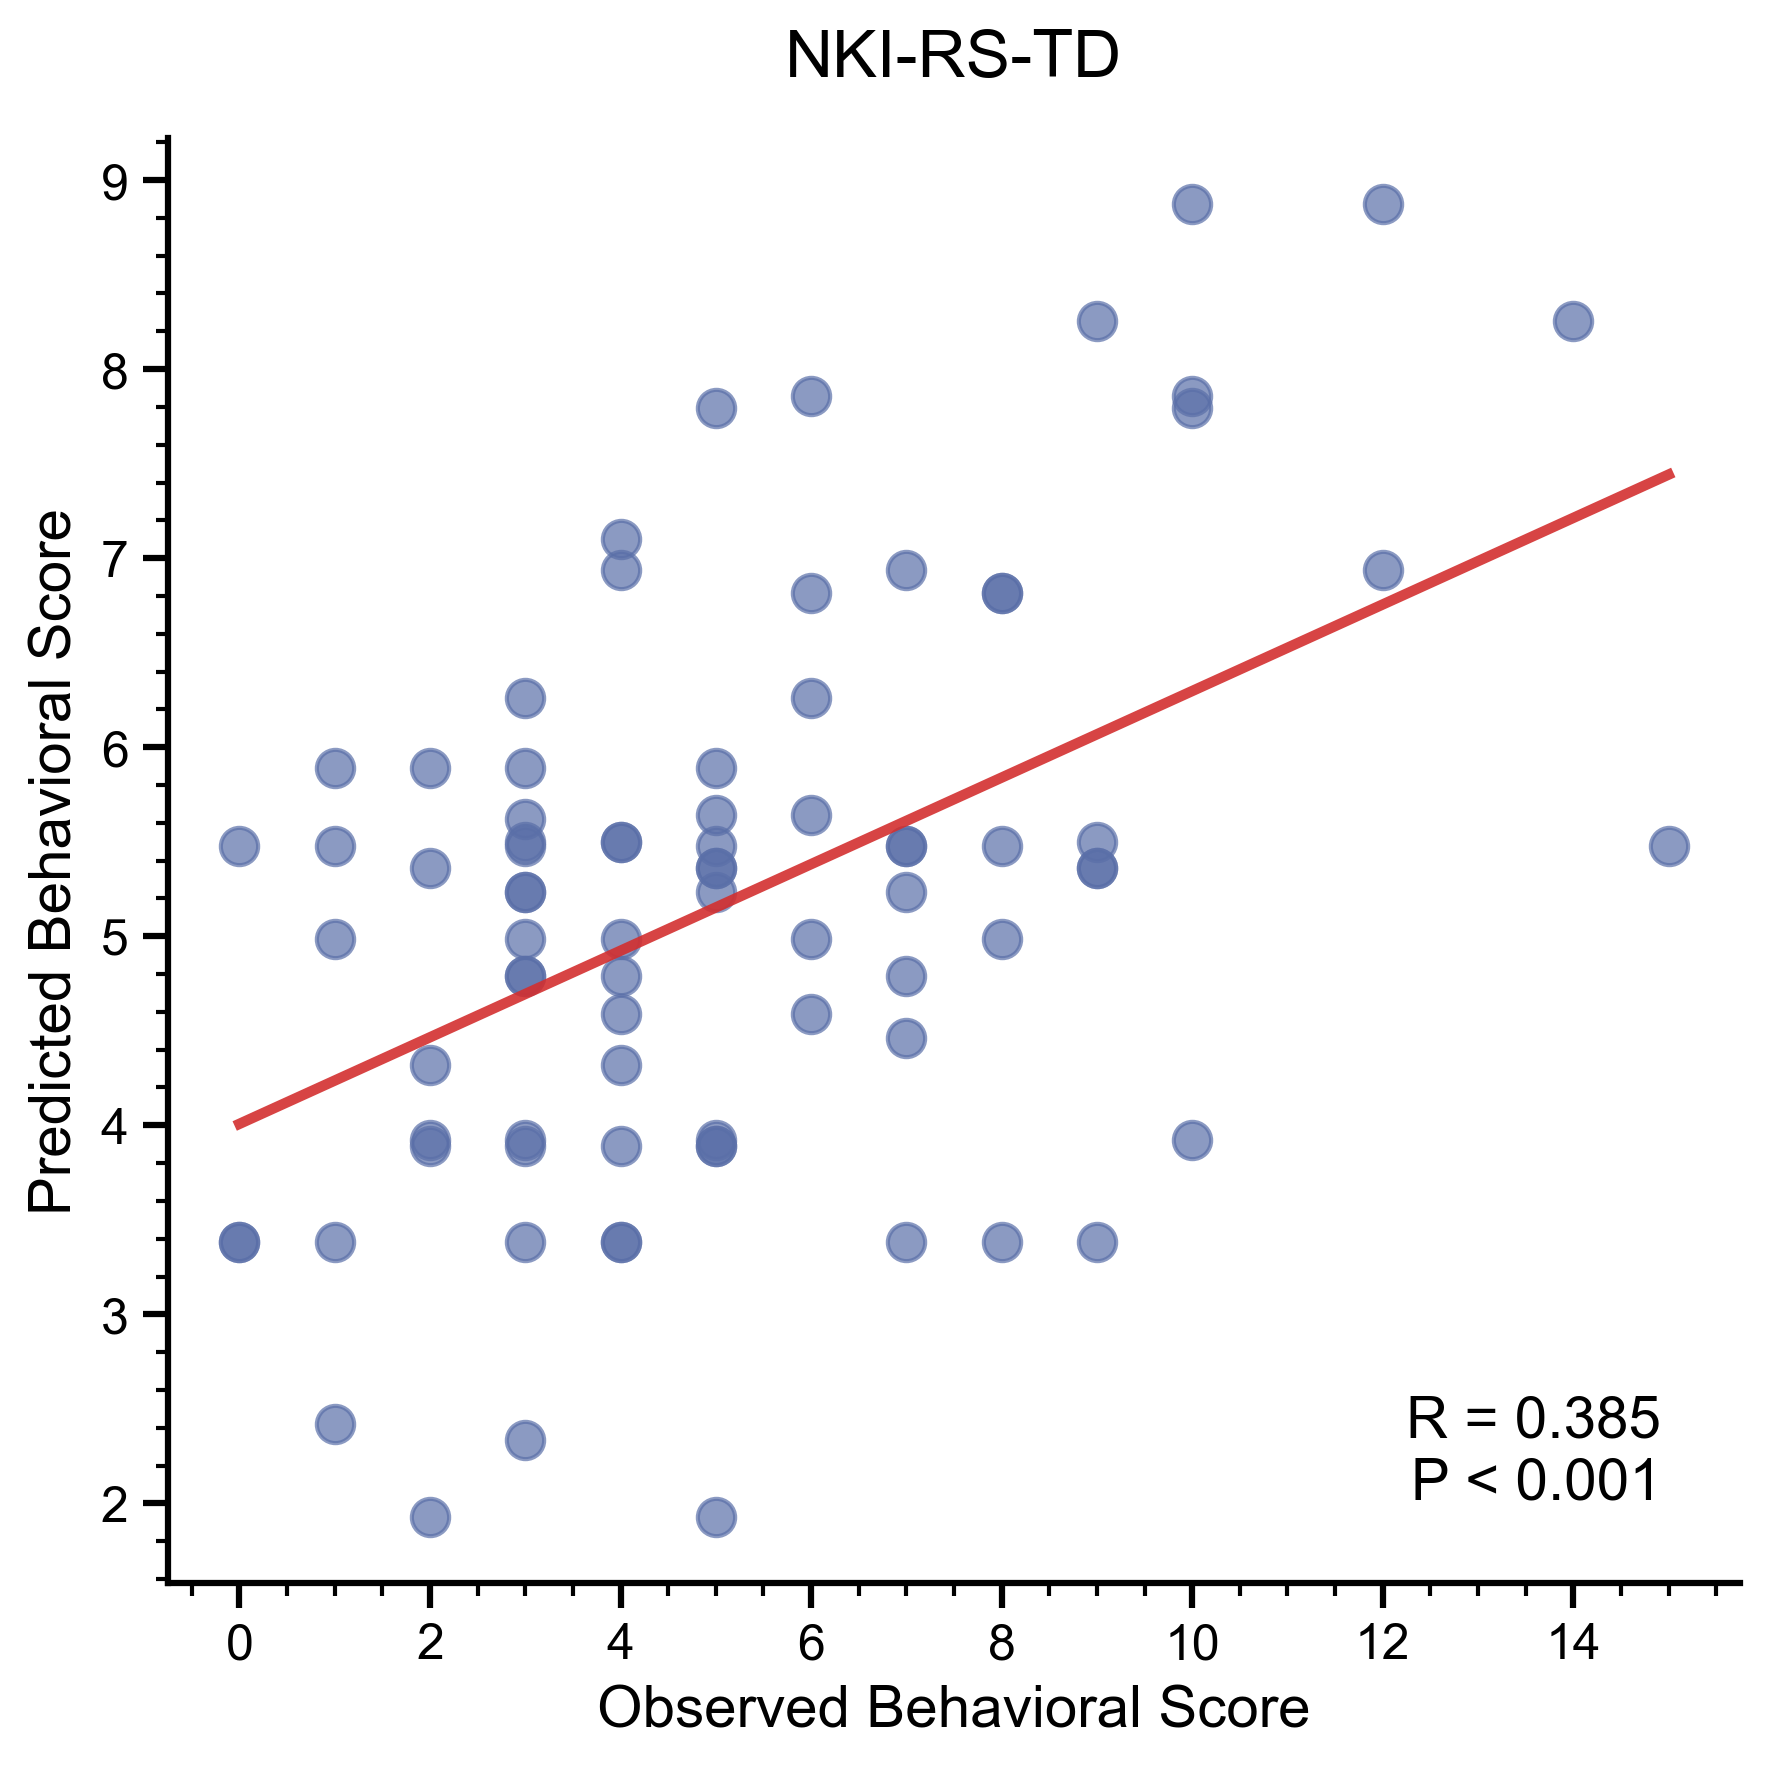 NKI-RS-TD
9
8
7
6
5
4
3
2
Predicted Behavioral Score
R = 0.385
P < 0.001
0 2 4 6 8 10 12 14
Observed Behavioral Score